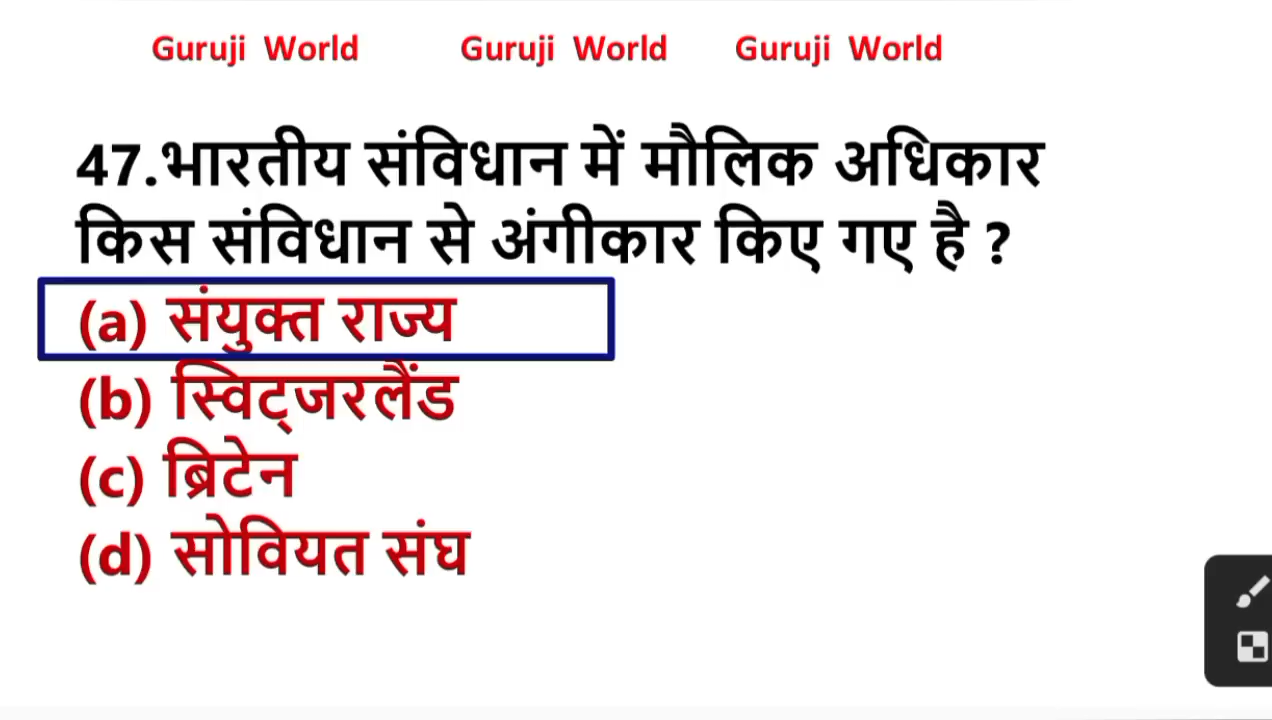 Guruji World Guruji World Guruji World
47.भारतीय संविधान में मौलिक अधिकार
किस संविधान से अंगीकार किए गए है ?
(a) संयुक्त राज्य
(b) स्विट्जरलैंड
(c) ब्रिटेन
(d) सोवियत संघ